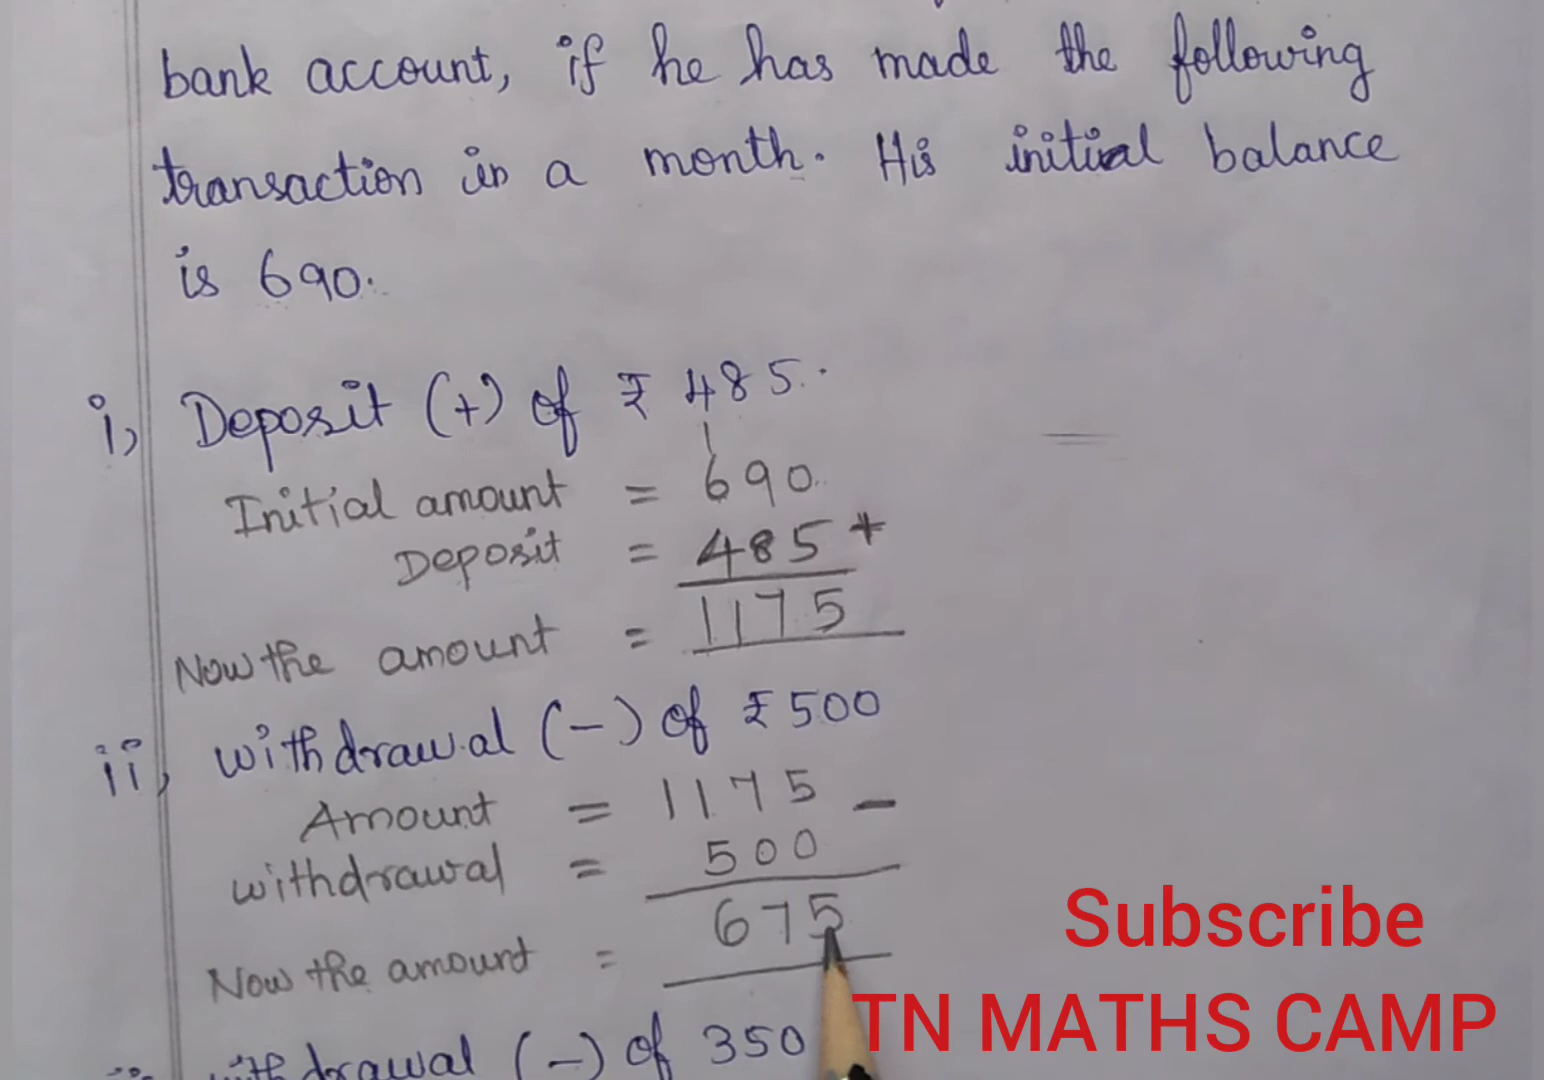 bank account, if he has made the following
transaction in a month. His initial balance
is 690.
i, Deposit (+) of ₹ 485.
1
Initial amount = 690
Deposit = 485 +
Now the amount = 1175
ii, withdrawal (-) of ₹ 500
Amount = 1175 -
withdrawal = 500
Now the amount = 675
withdrawal (-) of 350
Subscribe
TN MATHS CAMP